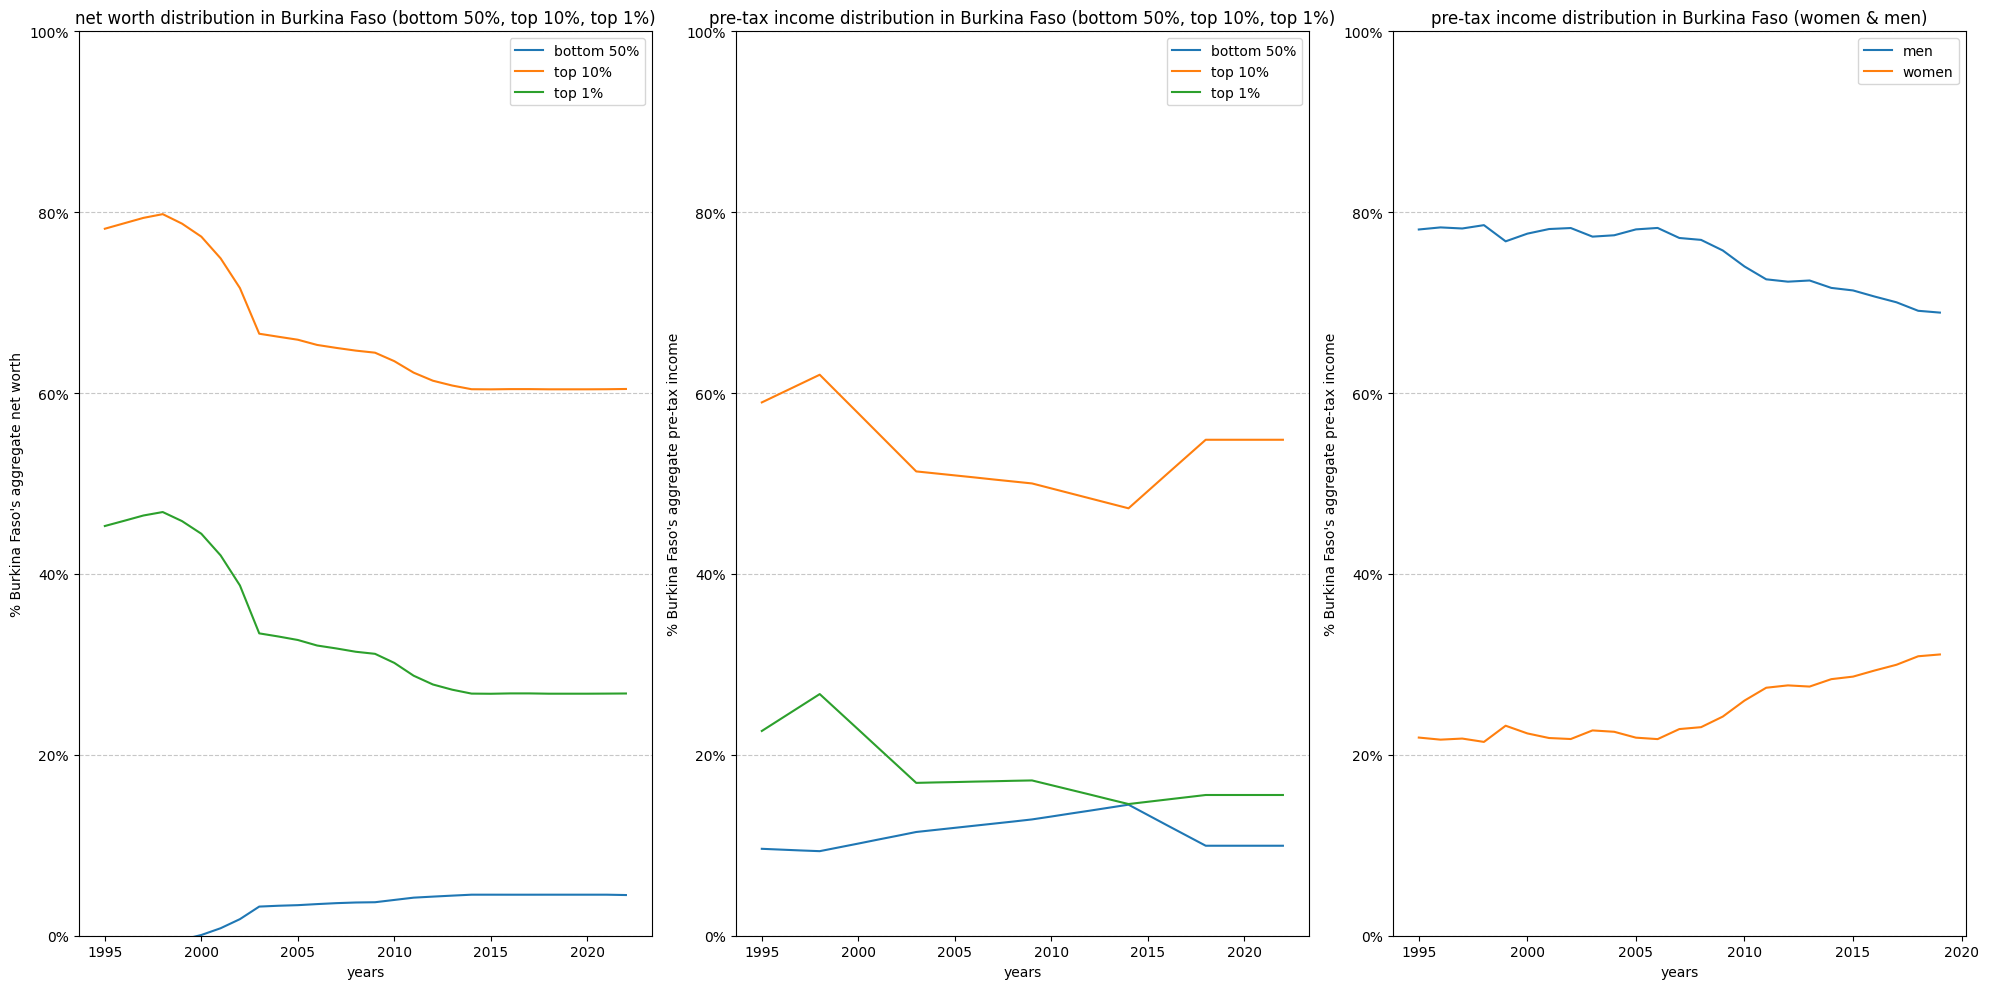 net worth distribution in Burkina Faso (bottom 50%, top 10%, top 1%)
100%
80%
60%
40%
20%
0%
% Burkina Faso's aggregate net worth
bottom 50%
top 10%
top 1%
1995
2000
2005
2010
2015
2020
years
pre-tax income distribution in Burkina Faso (bottom 50%, top 10%, top 1%)
100%
80%
60%
40%
20%
0%
% Burkina Faso's aggregate pre-tax income
bottom 50%
top 10%
top 1%
1995
2000
2005
2010
2015
2020
years
pre-tax income distribution in Burkina Faso (women & men)
100%
80%
60%
40%
20%
0%
% Burkina Faso's aggregate pre-tax income
men
women
1995
2000
2005
2010
2015
2020
years